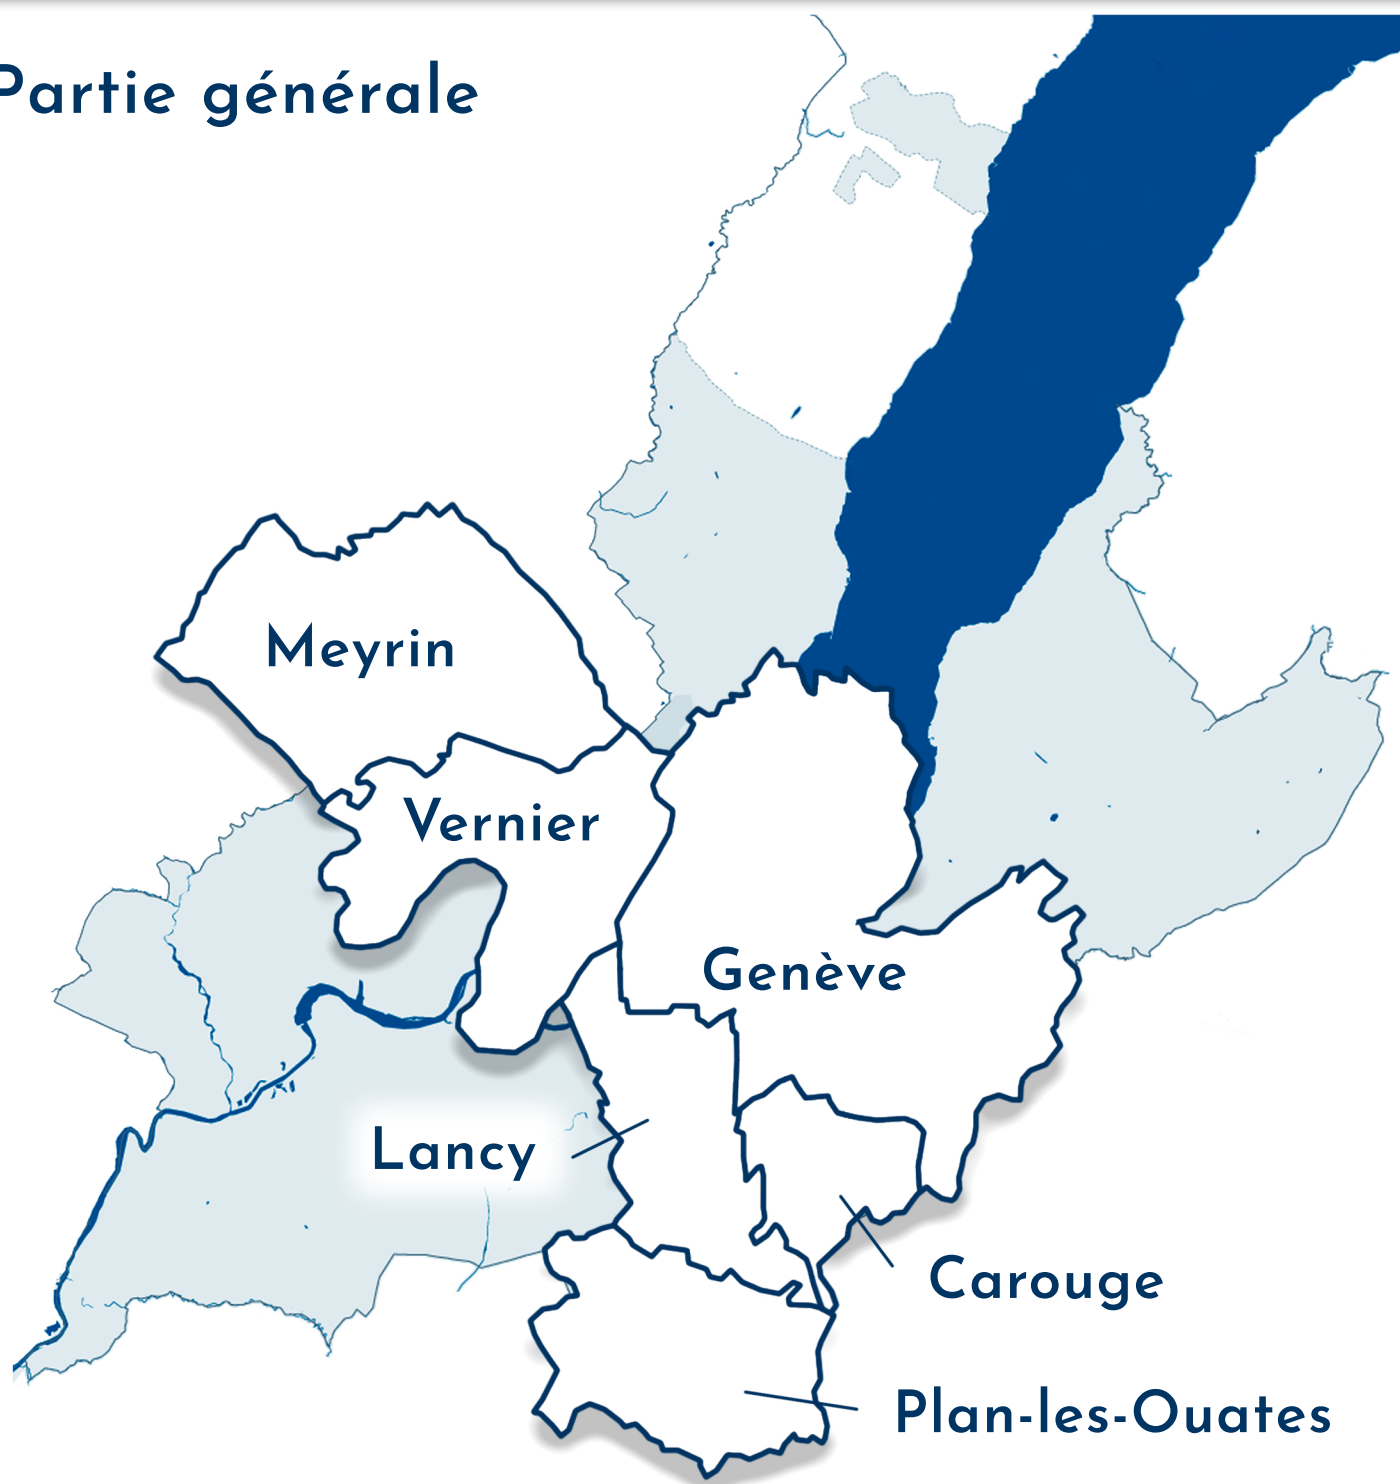 Partie générale
Meyrin
Vernier
Genève
Lancy
Carouge
Plan-les-Ouates